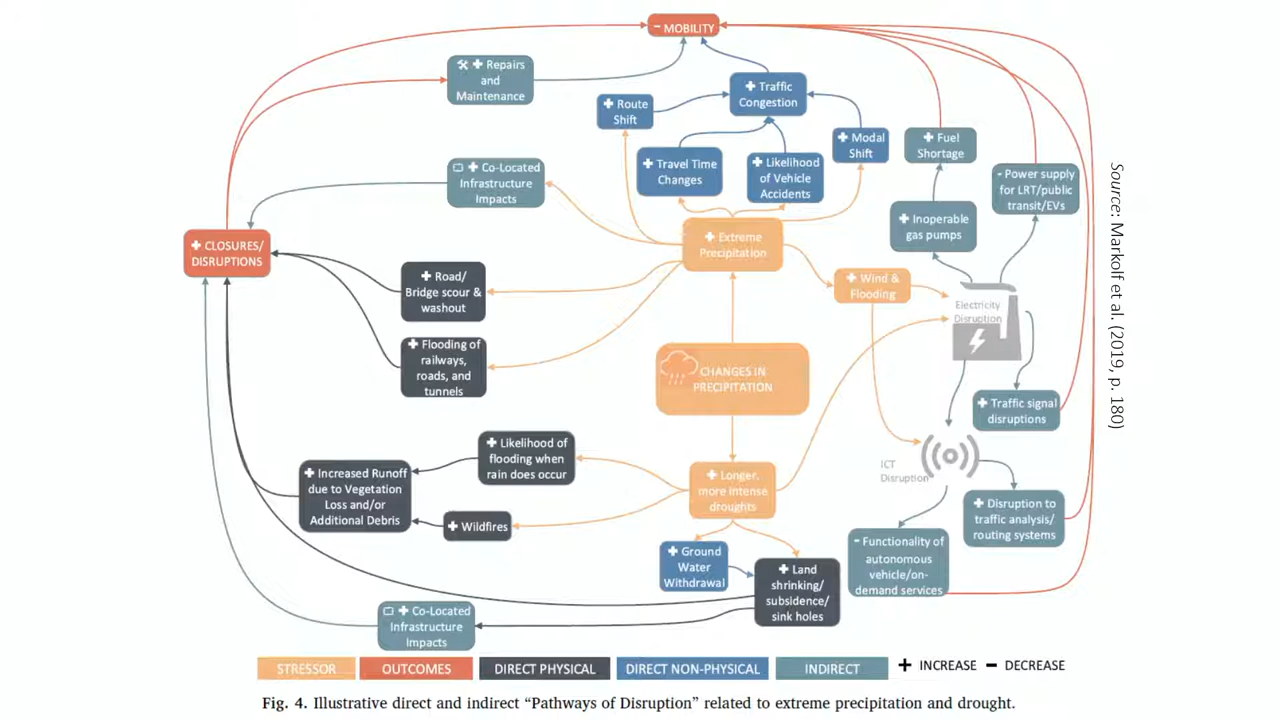 − MOBILITY
+ Repairs
and
Maintenance
+ Traffic
Congestion
+ Route
Shift
+ Modal
Shift
+ Fuel
Shortage
+ Travel Time
Changes
+ Likelihood
of Vehicle
Accidents
+ Co-Located
Infrastructure
Impacts
- Power supply
for LRT/public
transit/EVs
+ Inoperable
gas pumps
+ CLOSURES/
DISRUPTIONS
+ Extreme
Precipitation
+ Road/
Bridge scour &
washout
+ Wind &
Flooding
Electricity
Disruption
+ Flooding of
railways,
roads, and
tunnels
CHANGES IN
PRECIPITATION
+ Traffic signal
disruptions
+ Likelihood of
flooding when
rain does occur
+ Increased Runoff
due to Vegetation
Loss and/or
Additional Debris
+ Wildfires
+ Longer,
more intense
droughts
ICT
Disruption
+ Disruption to
traffic analysis/
routing systems
+ Ground
Water
Withdrawal
+ Land
shrinking/
subsidence/
sink holes
- Functionality of
autonomous
vehicle/on-
demand services
+ Co-Located
Infrastructure
Impacts
STRESSOR
OUTCOMES
DIRECT PHYSICAL
DIRECT NON-PHYSICAL
INDIRECT
+ INCREASE − DECREASE
Fig. 4. Illustrative direct and indirect “Pathways of Disruption” related to extreme precipitation and drought.
Source: Markolf et al. (2019, p. 180)